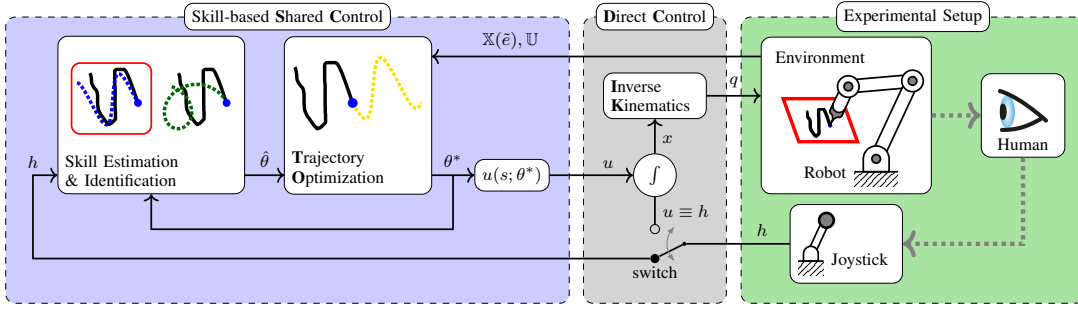 Skill-based Shared Control
Direct Control
Experimental Setup
𝕏(ẽ), 𝕌
Environment
Inverse
Kinematics
q
h
Skill Estimation
& Identification
θ̂
Trajectory
Optimization
θ*
u(s; θ*)
u
x
∫
Robot
Human
u ≡ h
h
switch
Joystick